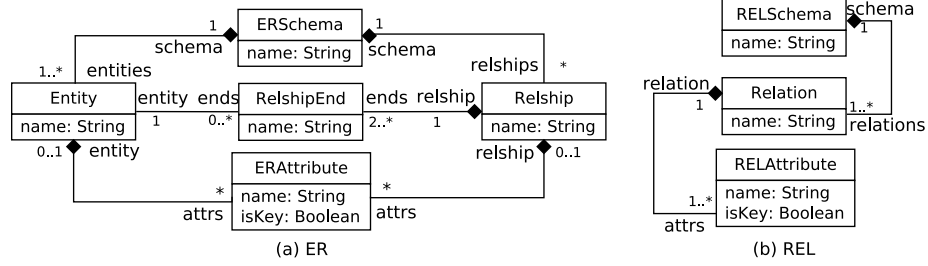 ERSchema
name: String
1
schema
1
schema
1..*
entities
relships
*
Entity
name: String
entity
1
ends
0..*
RelshipEnd
name: String
ends
2..*
relship
1
Relship
name: String
0..1
entity
relship
0..1
ERAttribute
name: String
isKey: Boolean
*
attrs
*
attrs
(a) ER
RELSchema
name: String
schema
1
relation
1
Relation
name: String
1..*
relations
RELAttribute
name: String
isKey: Boolean
1..*
attrs
(b) REL